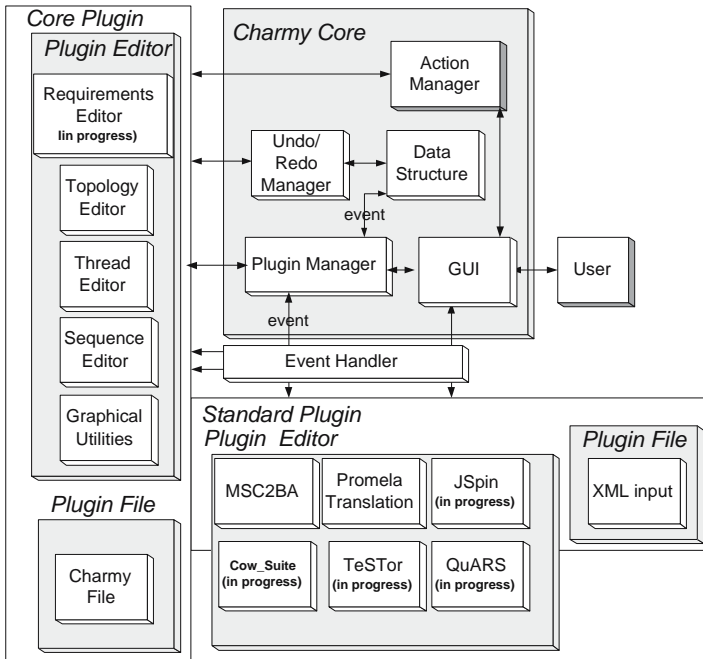 Core Plugin
Plugin Editor
Requirements
Editor
Iin progress)
Topology
Editor
Thread
Editor
Sequence
Editor
Graphical
Utilities
Plugin File
Charmy
File
Charmy Core
Action
Manager
Undo/
Redo
Manager
Data
Structure
event
Plugin Manager
GUI
User
event
Event Handler
Standard Plugin
Plugin Editor
MSC2BA
Promela
Translation
JSpin
(in progress)
Cow_Suite
(in progress)
TeSTor
(in progress)
QuARS
(in progress)
Plugin File
XML input